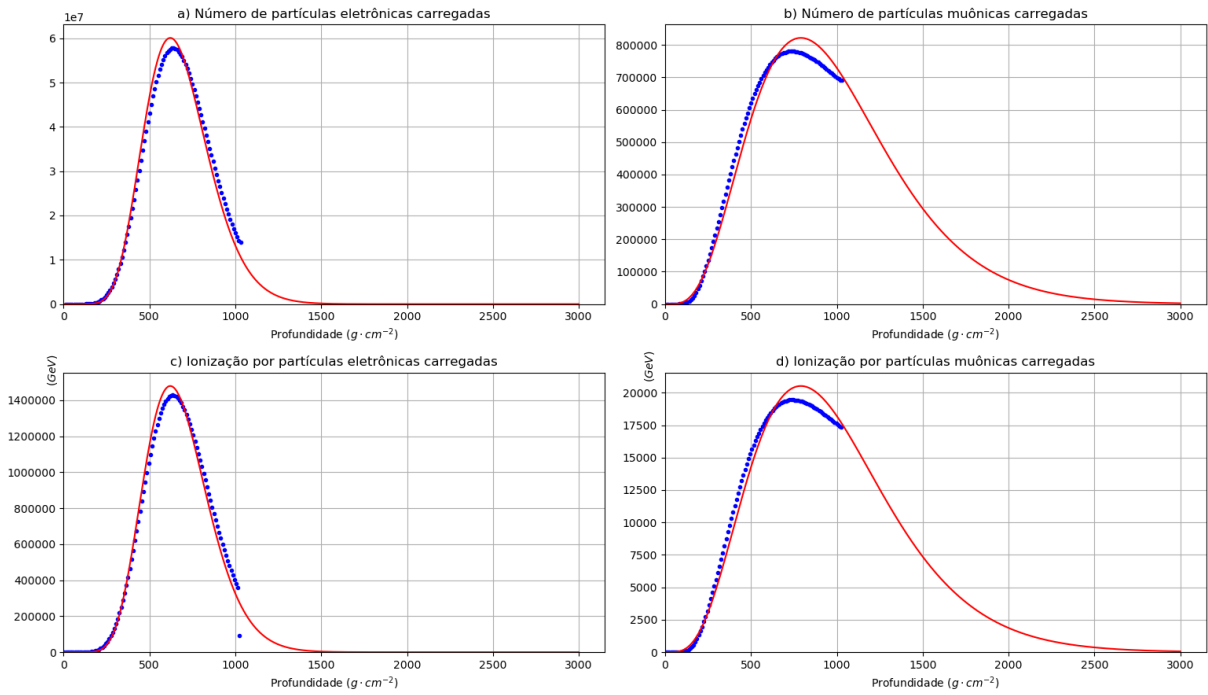 a) Número de partículas eletrônicas carregadas
1e7
6
5
4
3
2
1
0
0 500 1000 1500 2000 2500 3000
Profundidade (g · cm⁻²)
b) Número de partículas muônicas carregadas
800000
700000
600000
500000
400000
300000
200000
100000
0
0 500 1000 1500 2000 2500 3000
Profundidade (g · cm⁻²)
c) Ionização por partículas eletrônicas carregadas
(GeV)
1400000
1200000
1000000
800000
600000
400000
200000
0
0 500 1000 1500 2000 2500 3000
Profundidade (g · cm⁻²)
d) Ionização por partículas muônicas carregadas
(GeV)
20000
17500
15000
12500
10000
7500
5000
2500
0
0 500 1000 1500 2000 2500 3000
Profundidade (g · cm⁻²)